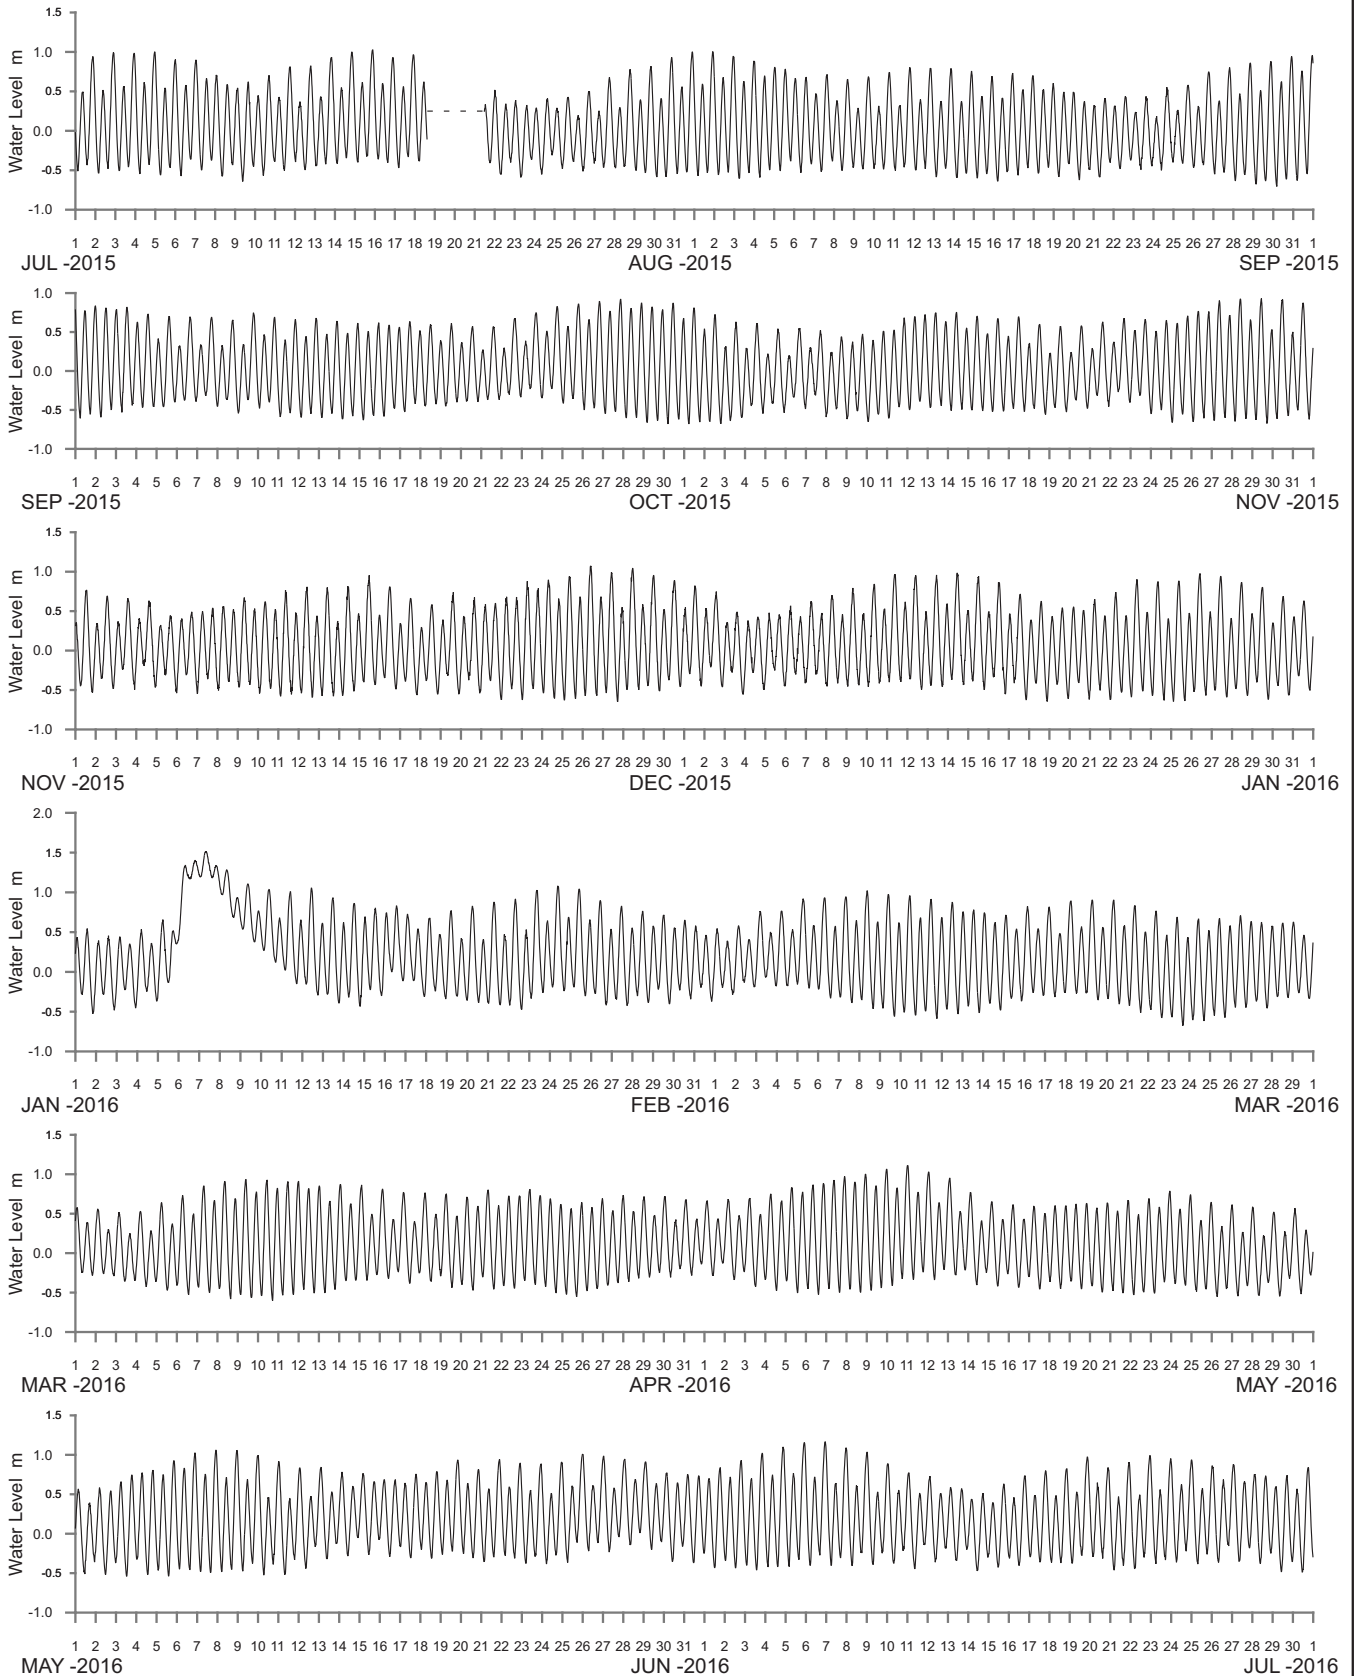 1.5
1.0
0.5
0.0
-0.5
-1.0
Water Level m
1 2 3 4 5 6 7 8 9 10 11 12 13 14 15 16 17 18 19 20 21 22 23 24 25 26 27 28 29 30 31 1 2 3 4 5 6 7 8 9 10 11 12 13 14 15 16 17 18 19 20 21 22 23 24 25 26 27 28 29 30 31 1
JUL -2015 AUG -2015 SEP -2015
1.0
0.5
0.0
-0.5
-1.0
Water Level m
1 2 3 4 5 6 7 8 9 10 11 12 13 14 15 16 17 18 19 20 21 22 23 24 25 26 27 28 29 30 1 2 3 4 5 6 7 8 9 10 11 12 13 14 15 16 17 18 19 20 21 22 23 24 25 26 27 28 29 30 31 1
SEP -2015 OCT -2015 NOV -2015
1.5
1.0
0.5
0.0
-0.5
-1.0
Water Level m
1 2 3 4 5 6 7 8 9 10 11 12 13 14 15 16 17 18 19 20 21 22 23 24 25 26 27 28 29 30 1 2 3 4 5 6 7 8 9 10 11 12 13 14 15 16 17 18 19 20 21 22 23 24 25 26 27 28 29 30 31 1
NOV -2015 DEC -2015 JAN -2016
2.0
1.5
1.0
0.5
0.0
-0.5
-1.0
Water Level m
1 2 3 4 5 6 7 8 9 10 11 12 13 14 15 16 17 18 19 20 21 22 23 24 25 26 27 28 29 30 31 1 2 3 4 5 6 7 8 9 10 11 12 13 14 15 16 17 18 19 20 21 22 23 24 25 26 27 28 29 1
JAN -2016 FEB -2016 MAR -2016
1.5
1.0
0.5
0.0
-0.5
-1.0
Water Level m
1 2 3 4 5 6 7 8 9 10 11 12 13 14 15 16 17 18 19 20 21 22 23 24 25 26 27 28 29 30 31 1 2 3 4 5 6 7 8 9 10 11 12 13 14 15 16 17 18 19 20 21 22 23 24 25 26 27 28 29 30 1
MAR -2016 APR -2016 MAY -2016
1.5
1.0
0.5
0.0
-0.5
-1.0
Water Level m
1 2 3 4 5 6 7 8 9 10 11 12 13 14 15 16 17 18 19 20 21 22 23 24 25 26 27 28 29 30 31 1 2 3 4 5 6 7 8 9 10 11 12 13 14 15 16 17 18 19 20 21 22 23 24 25 26 27 28 29 30 1
MAY -2016 JUN -2016 JUL -2016